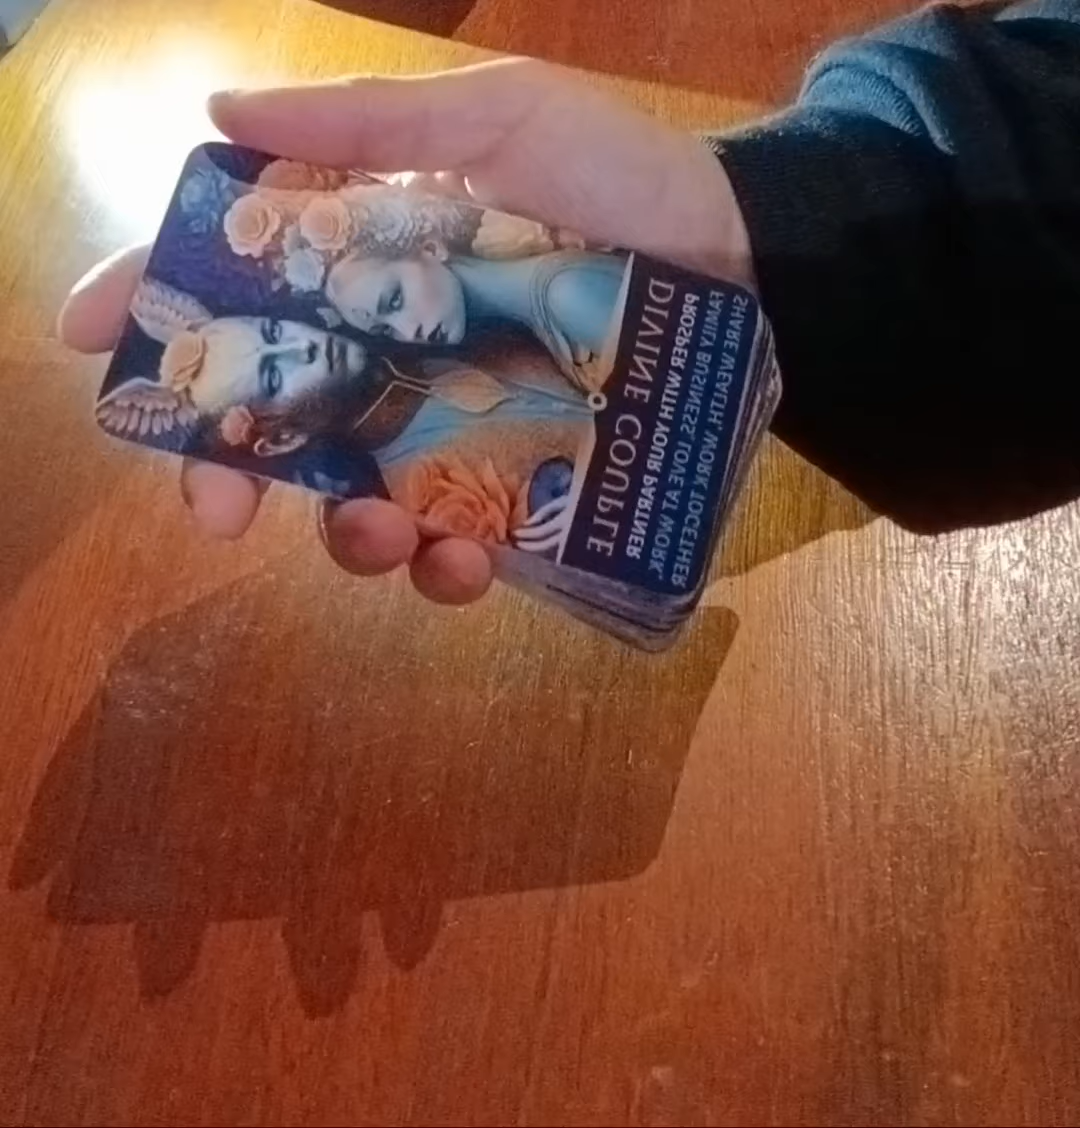 DIVINE COUPLE
PROSPER WITH YOUR PARTNER
FAMILY BUSINESS. LOVE AT WORK.
SHARE WEALTH. WORK TOGETHER